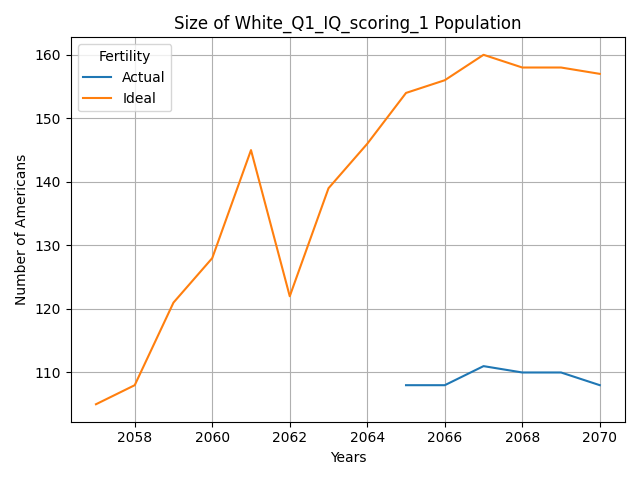 Size of White_Q1_IQ_scoring_1 Population
Fertility
Actual
Ideal
Number of Americans
160
150
140
130
120
110
2058 2060 2062 2064 2066 2068 2070
Years